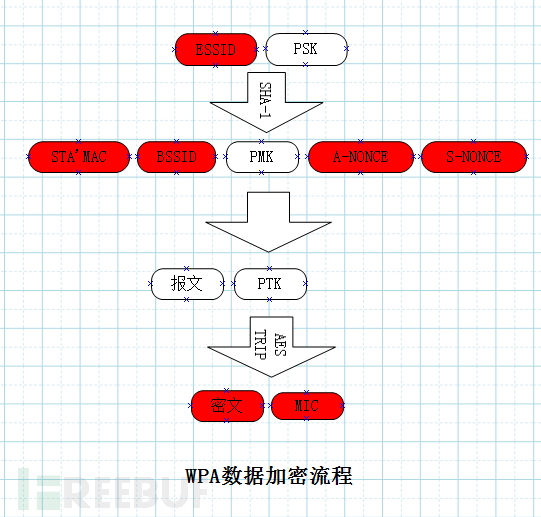 ESSID PSK
SHA-1
STA'MAC BSSID PMK A-NONCE S-NONCE
报文 PTK
AES
TRIP
密文 MIC
WPA数据加密流程
FREEBUF